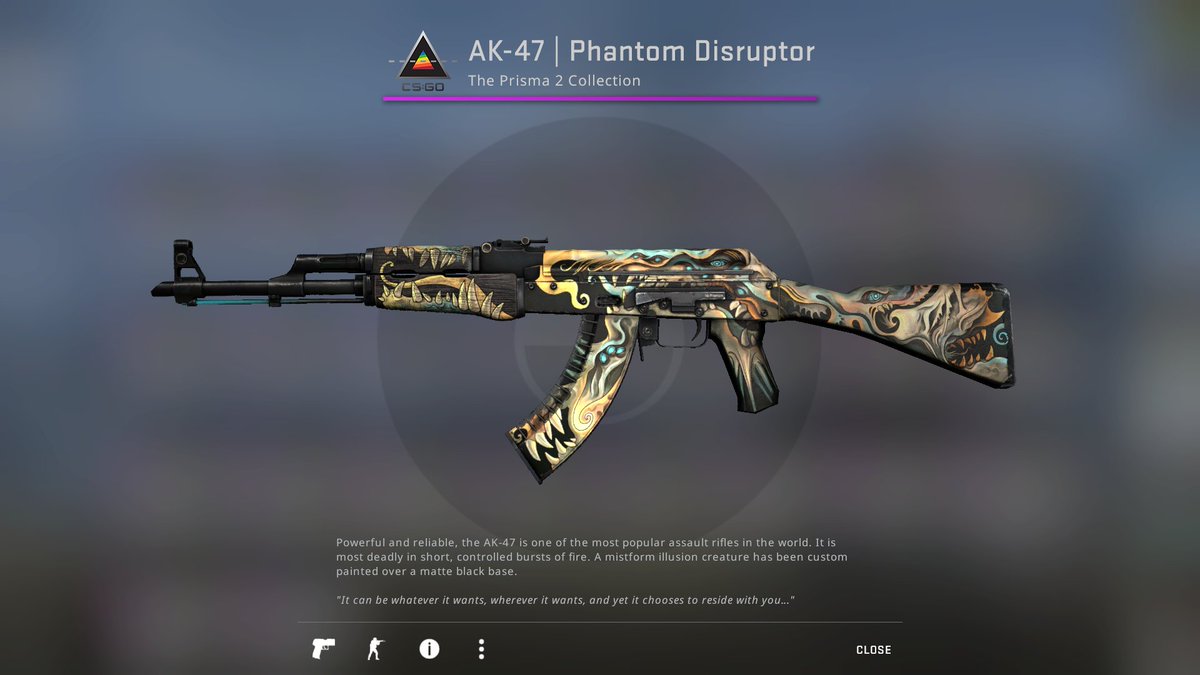 AK-47 | Phantom Disruptor
CS:GO
The Prisma 2 Collection
Powerful and reliable, the AK-47 is one of the most popular assault rifles in the world. It is
most deadly in short, controlled bursts of fire. A mistform illusion creature has been custom
painted over a matte black base.
"It can be whatever it wants, wherever it wants, and yet it chooses to reside with you..."
CLOSE